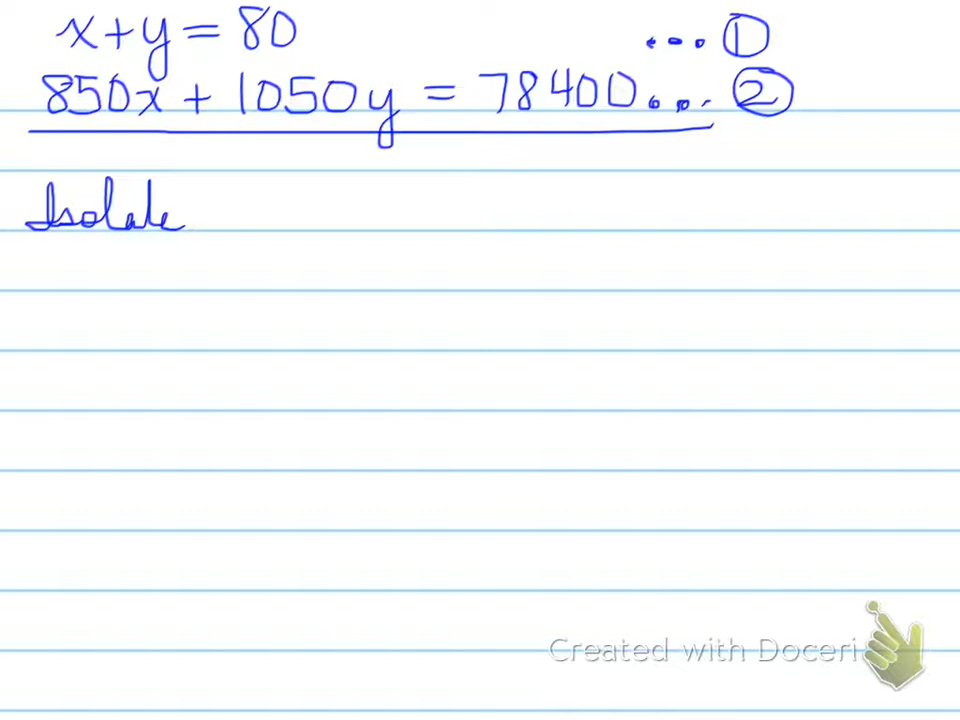 x + y = 80 ... ①
850x + 1050y = 78400 ... ②
Isolate
Created with Doceri